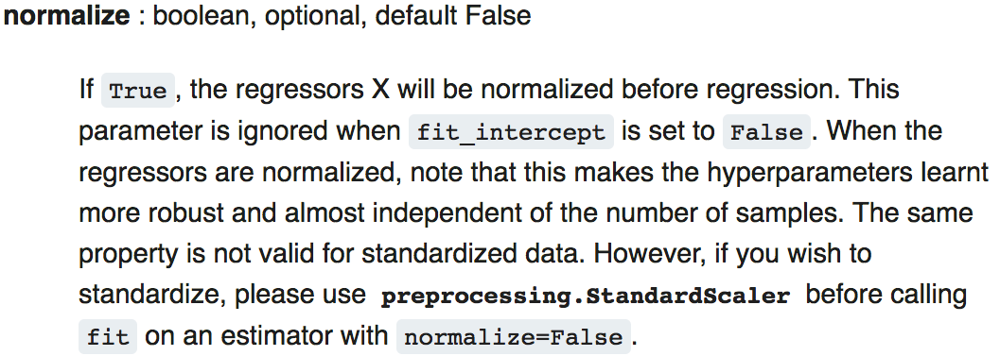 normalize : boolean, optional, default False
If True , the regressors X will be normalized before regression. This
parameter is ignored when fit_intercept is set to False . When the
regressors are normalized, note that this makes the hyperparameters learnt
more robust and almost independent of the number of samples. The same
property is not valid for standardized data. However, if you wish to
standardize, please use preprocessing.StandardScaler before calling
fit on an estimator with normalize=False .